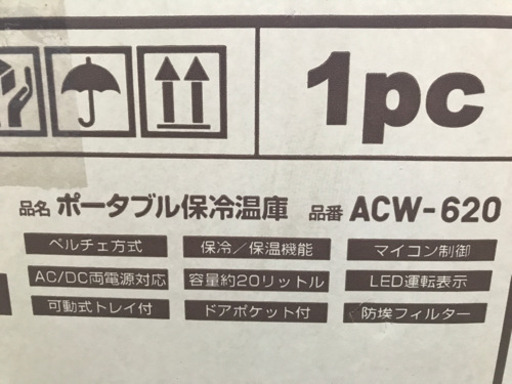 1pc
品名 ポータブル保冷温庫 品番 ACW-620
ペルチェ方式 保冷／保温機能 マイコン制御
AC/DC両電源対応 容量約20リットル LED運転表示
可動式トレイ付 ドアポケット付 防埃フィルター